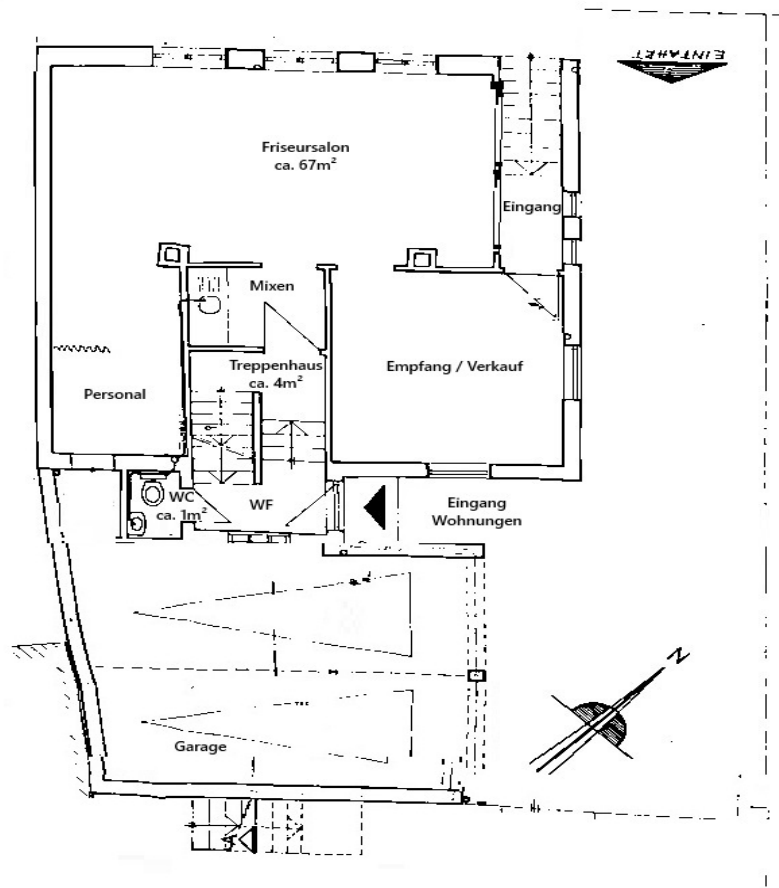 EINFAHRT
Friseursalon
ca. 67m²
Eingang
Mixen
Treppenhaus
ca. 4m²
Empfang / Verkauf
Personal
WC
ca. 1m²
WF
Eingang
Wohnungen
N
Garage